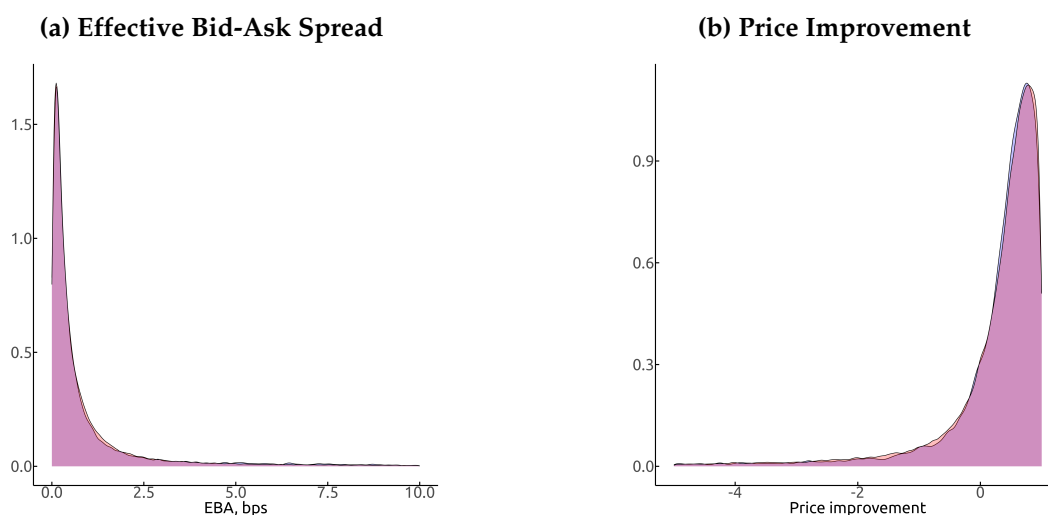 (a) Effective Bid-Ask Spread
1.5
1.0
0.5
0.0
0.0 2.5 5.0 7.5 10.0
EBA, bps
(b) Price Improvement
0.9
0.6
0.3
0.0
-4 -2 0
Price improvement